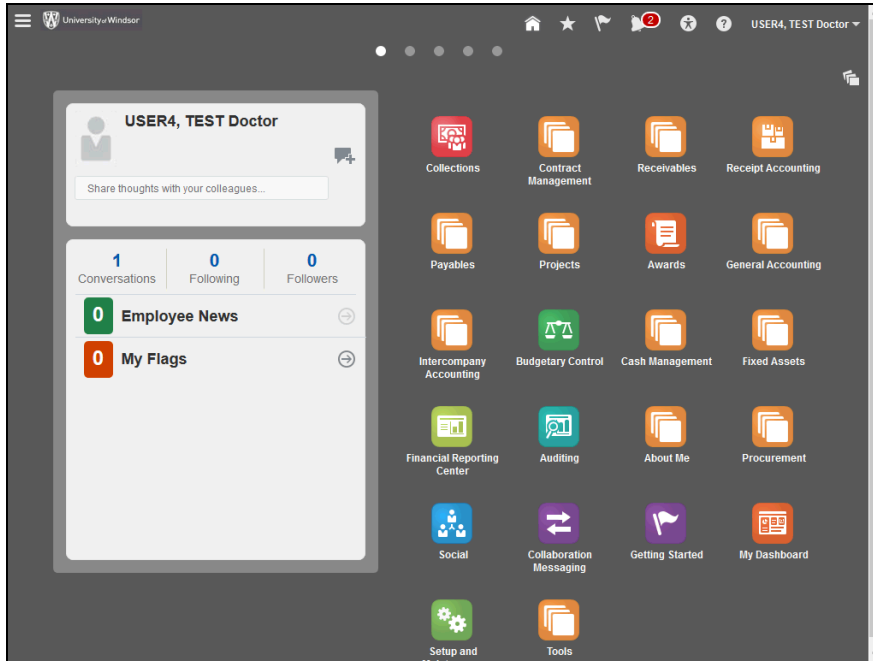 University of Windsor
2
USER4, TEST Doctor
USER4, TEST Doctor
Share thoughts with your colleagues...
1 0 0
Conversations Following Followers
0 Employee News
0 My Flags
Collections
Contract
Management
Receivables
Receipt Accounting
Payables
Projects
Awards
General Accounting
Intercompany
Accounting
Budgetary Control
Cash Management
Fixed Assets
Financial Reporting
Center
Auditing
About Me
Procurement
Social
Collaboration
Messaging
Getting Started
My Dashboard
Setup and
Tools